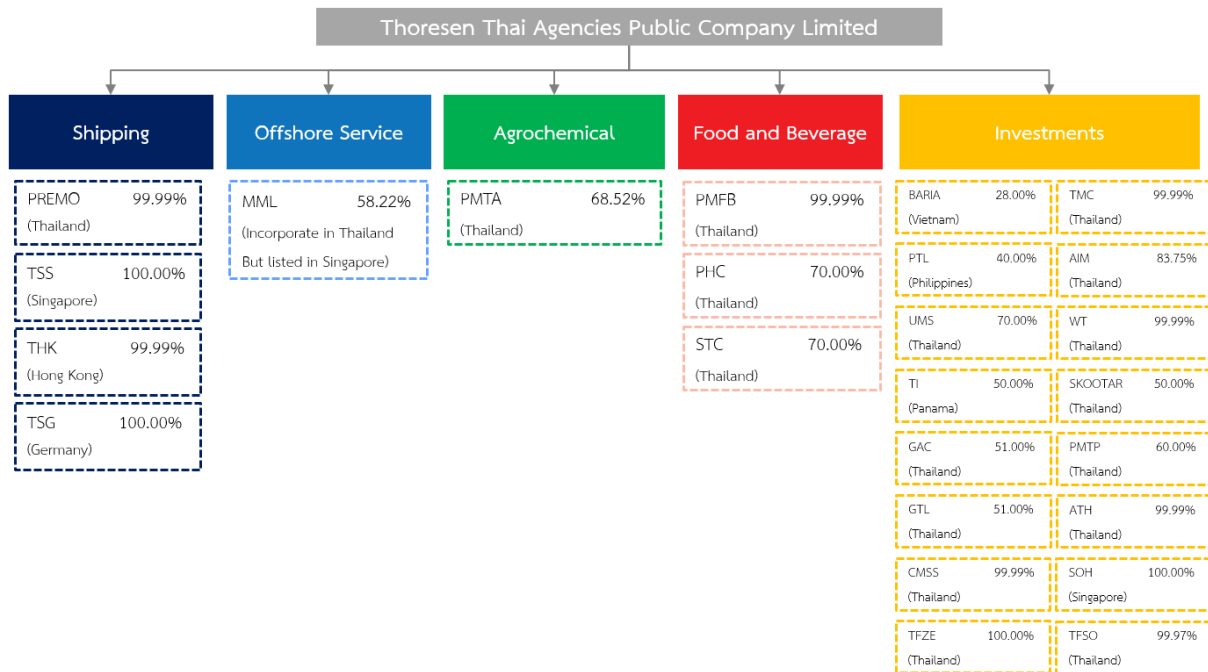 Thoresen Thai Agencies Public Company Limited
Shipping
PREMO 99.99%
(Thailand)
TSS 100.00%
(Singapore)
THK 99.99%
(Hong Kong)
TSG 100.00%
(Germany)
Offshore Service
MML 58.22%
(Incorporate in Thailand
But listed in Singapore)
Agrochemical
PMTA 68.52%
(Thailand)
Food and Beverage
PMFB 99.99%
(Thailand)
PHC 70.00%
(Thailand)
STC 70.00%
(Thailand)
Investments
BARIA 28.00%
(Vietnam)
TMC 99.99%
(Thailand)
PTL 40.00%
(Philippines)
AIM 83.75%
(Thailand)
UMS 70.00%
(Thailand)
WT 99.99%
(Thailand)
TI 50.00%
(Panama)
SKOOTAR 50.00%
(Thailand)
GAC 51.00%
(Thailand)
PMTP 60.00%
(Thailand)
GTL 51.00%
(Thailand)
ATH 99.99%
(Thailand)
CMSS 99.99%
(Thailand)
SOH 100.00%
(Singapore)
TFZE 100.00%
(Thailand)
TFSO 99.97%
(Thailand)